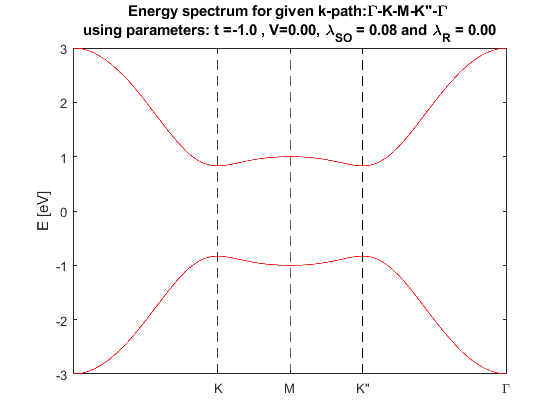 Energy spectrum for given k-path:Γ-K-M-K"-Γ
using parameters: t =-1.0 , V=0.00, λSO = 0.08 and λR = 0.00
3
2
1
0
-1
-2
-3
E [eV]
K M K" Γ